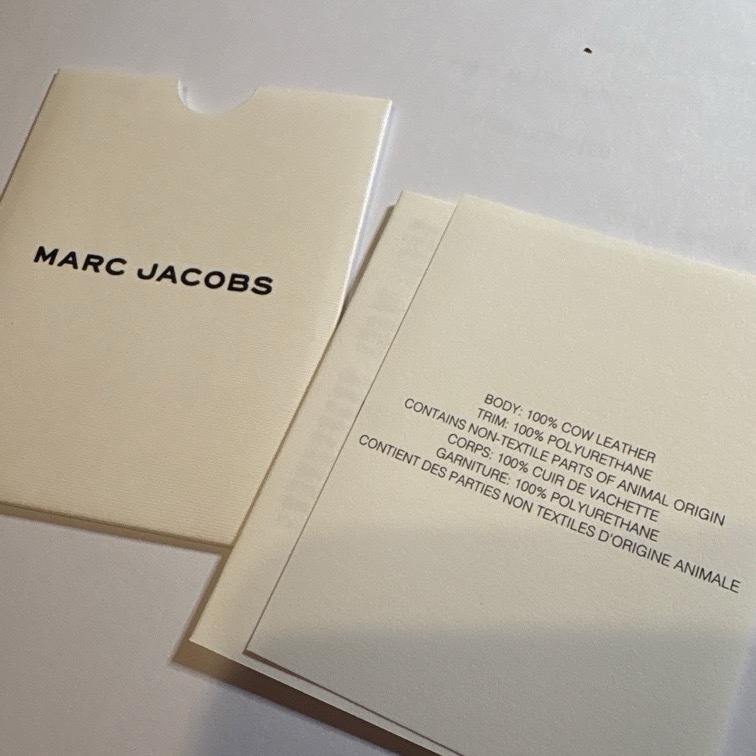 MARC JACOBS
BODY: 100% COW LEATHER
TRIM: 100% POLYURETHANE
CONTAINS NON-TEXTILE PARTS OF ANIMAL ORIGIN
CORPS: 100% CUIR DE VACHETTE
GARNITURE: 100% POLYURETHANE
CONTIENT DES PARTIES NON TEXTILES D'ORIGINE ANIMALE